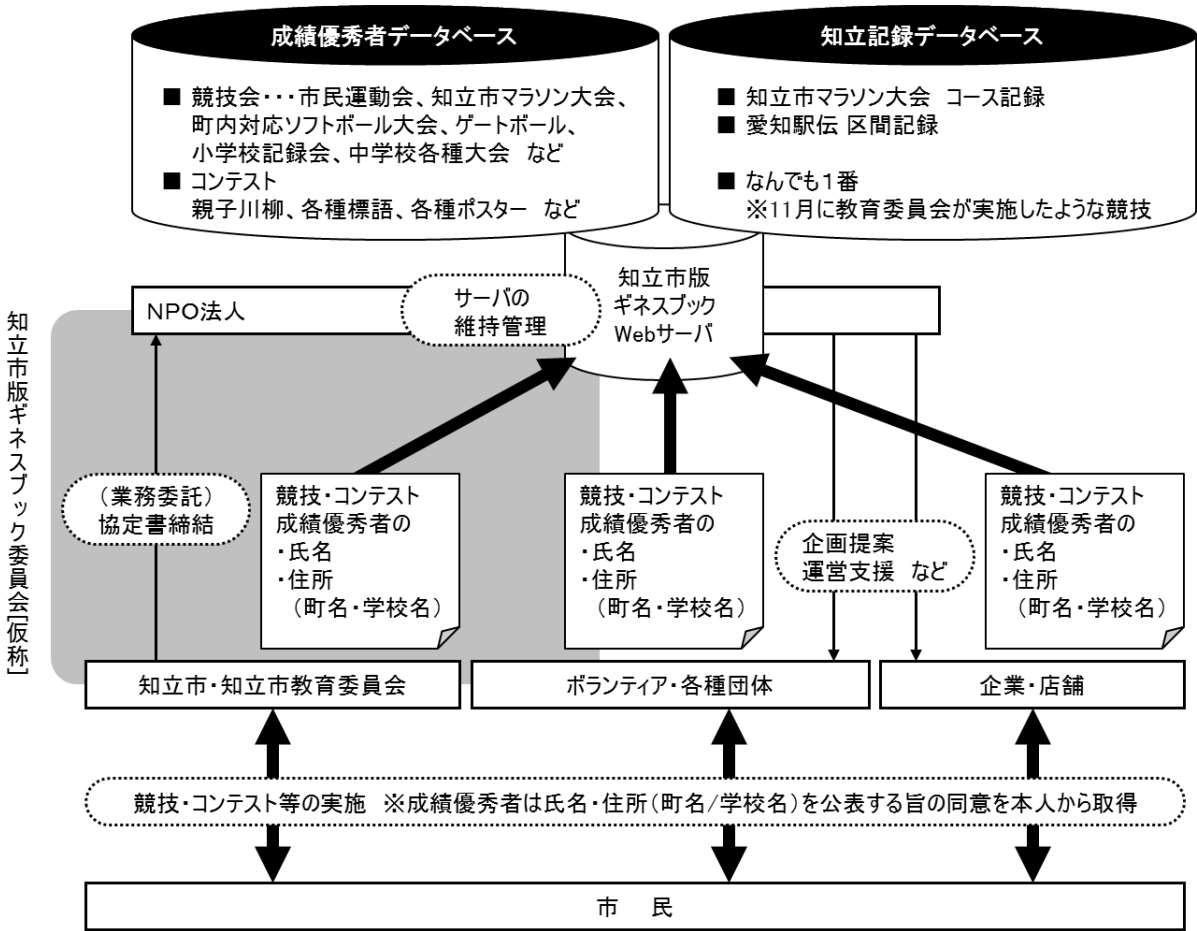 成績優秀者データベース
■ 競技会・・・市民運動会、知立市マラソン大会、
町内対応ソフトボール大会、ゲートボール、
小学校記録会、中学校各種大会 など
■ コンテスト
親子川柳、各種標語、各種ポスター など
知立記録データベース
■ 知立市マラソン大会 コース記録
■ 愛知駅伝 区間記録
■ なんでも1番
※11月に教育委員会が実施したような競技
知立市版
ギネスブック
Webサーバ
サーバの
維持管理
NPO法人
知立市版ギネスブック委員会[仮称]
（業務委託）
協定書締結
競技・コンテスト
成績優秀者の
・氏名
・住所
（町名・学校名）
競技・コンテスト
成績優秀者の
・氏名
・住所
（町名・学校名）
企画提案
運営支援 など
競技・コンテスト
成績優秀者の
・氏名
・住所
（町名・学校名）
知立市・知立市教育委員会
ボランティア・各種団体
企業・店舗
競技・コンテスト等の実施 ※成績優秀者は氏名・住所（町名/学校名）を公表する旨の同意を本人から取得
市 民